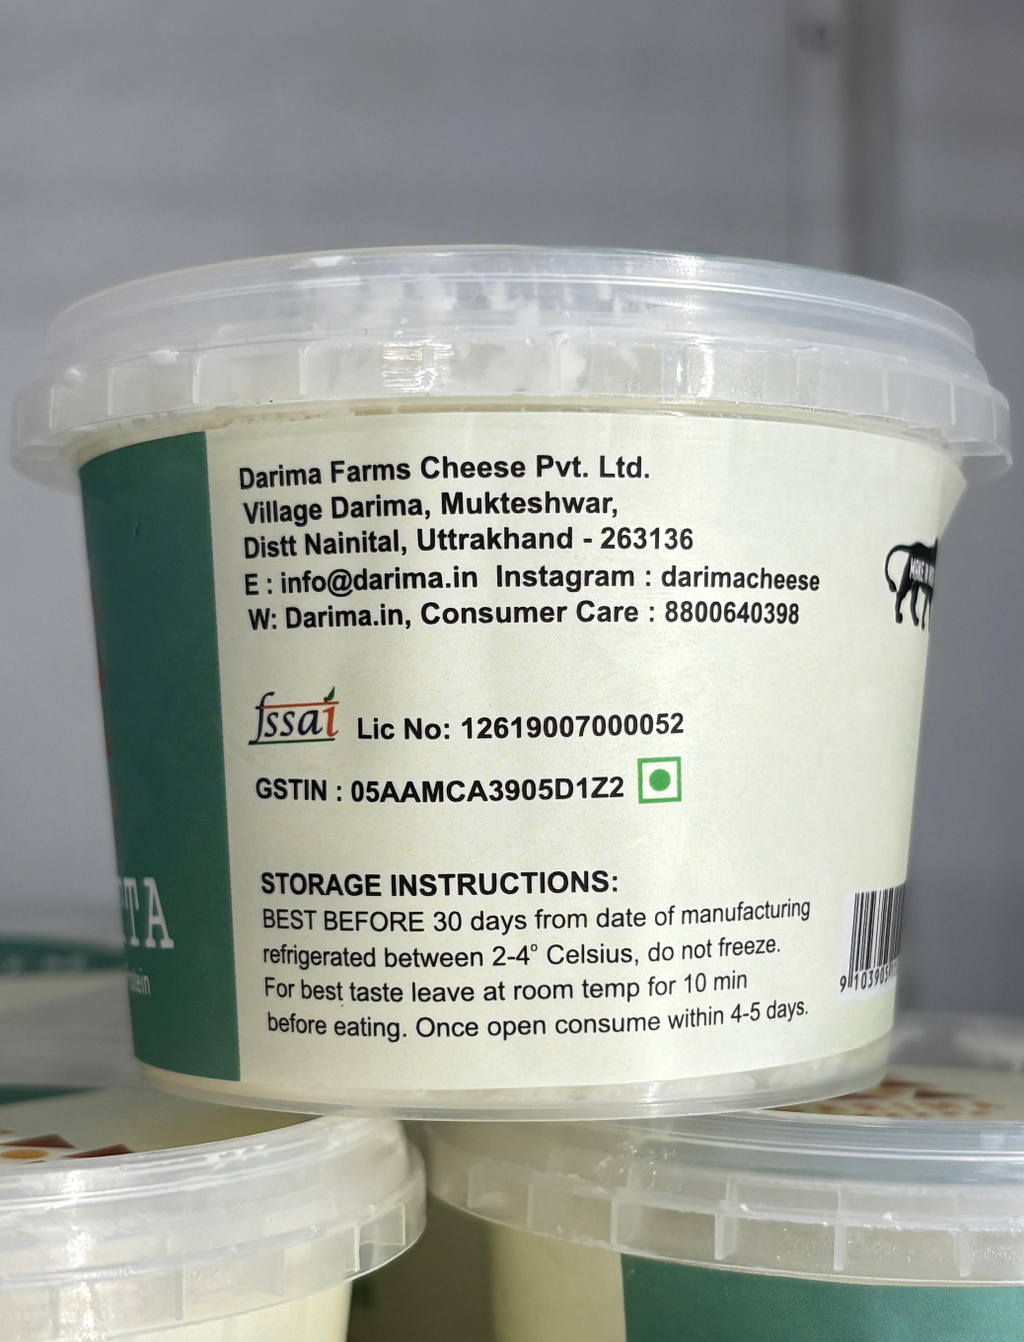 Darima Farms Cheese Pvt. Ltd.
Village Darima, Mukteshwar,
Distt Nainital, Uttrakhand - 263136
E : info@darima.in Instagram : darimacheese
W: Darima.in, Consumer Care : 8800640398
fssai Lic No: 12619007000052
GSTIN : 05AAMCA3905D1Z2
TTA
STORAGE INSTRUCTIONS:
BEST BEFORE 30 days from date of manufacturing
refrigerated between 2-4° Celsius, do not freeze.
For best taste leave at room temp for 10 min
before eating. Once open consume within 4-5 days.